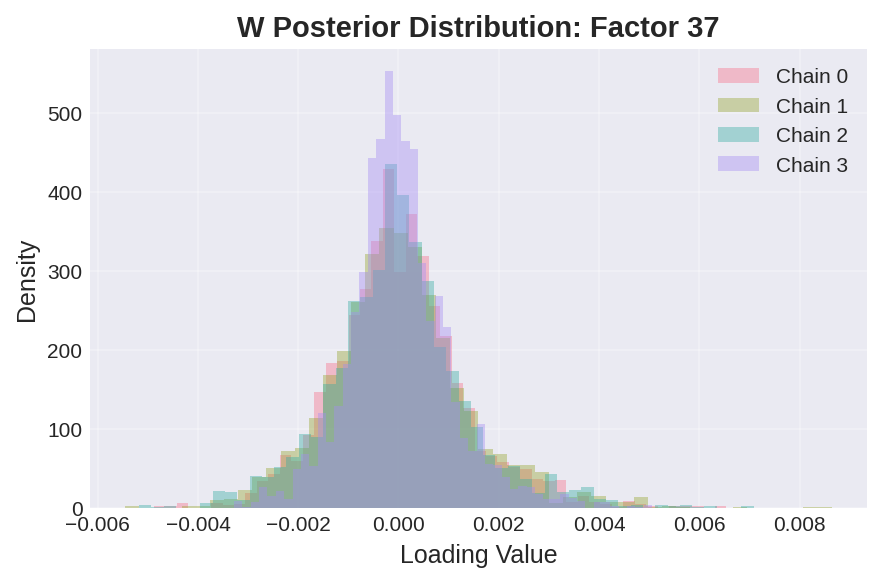 W Posterior Distribution: Factor 37
Chain 0
Chain 1
Chain 2
Chain 3
500
400
300
200
100
0
Density
−0.006 −0.004 −0.002 0.000 0.002 0.004 0.006 0.008
Loading Value